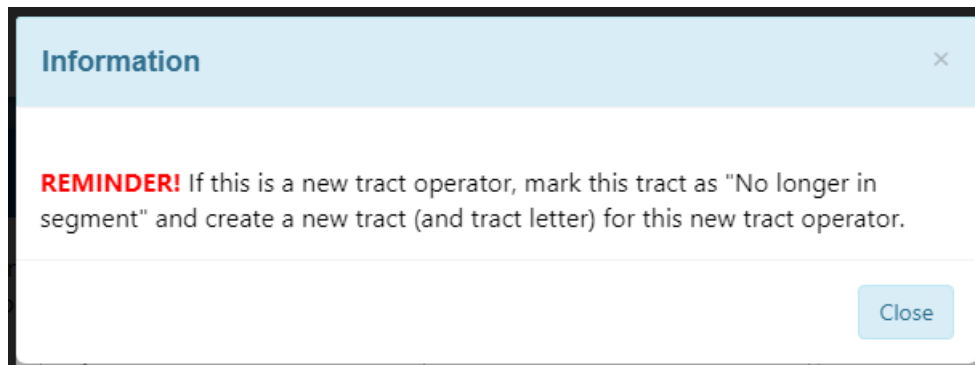 Information
×
REMINDER! If this is a new tract operator, mark this tract as "No longer in
segment" and create a new tract (and tract letter) for this new tract operator.
Close